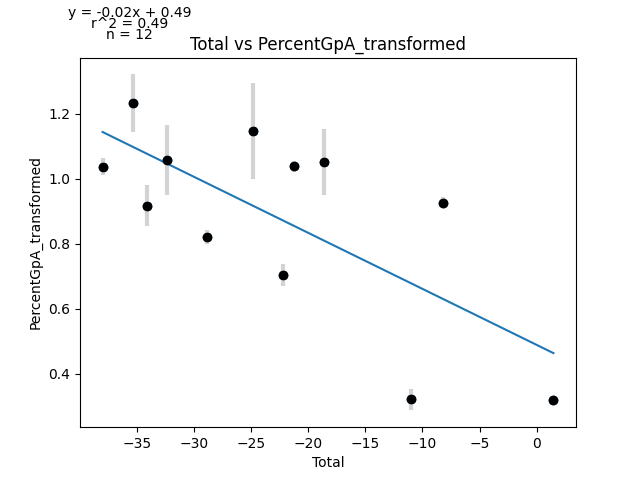 y = -0.02x + 0.49
r^2 = 0.49
n = 12
Total vs PercentGpA_transformed
PercentGpA_transformed
1.2
1.0
0.8
0.6
0.4
−35
−30
−25
−20
−15
−10
−5
0
Total